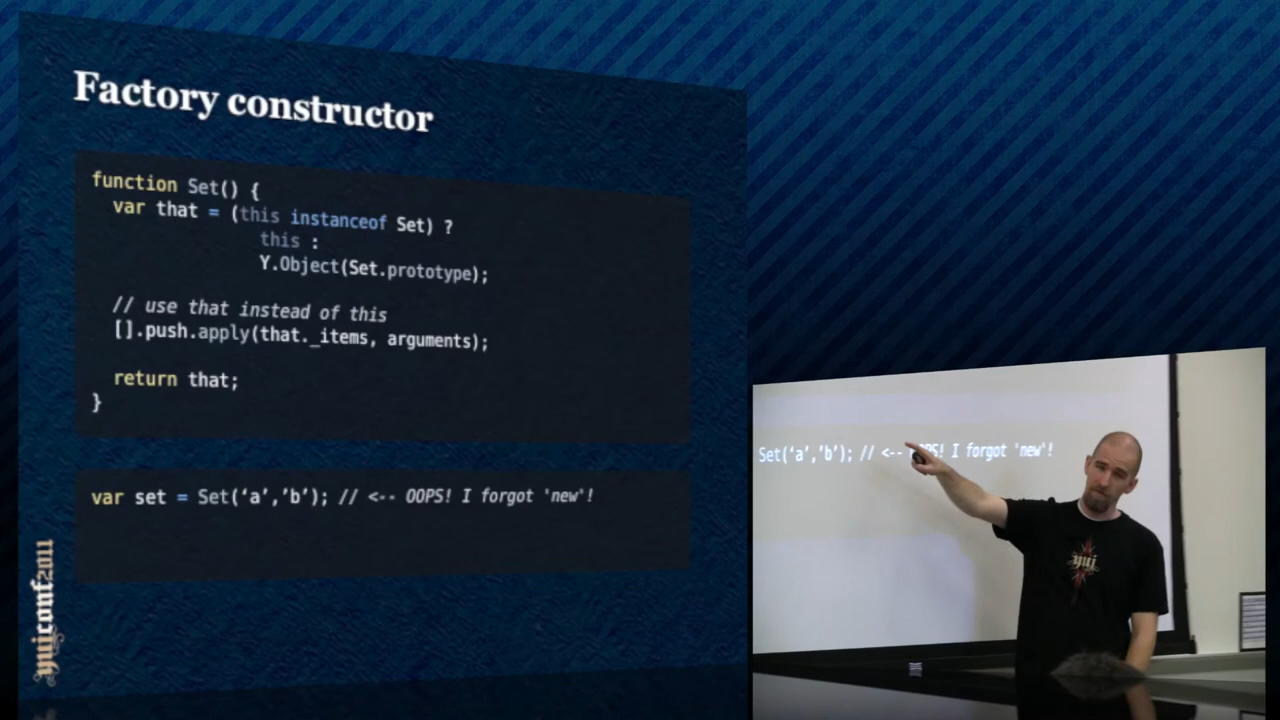 Factory constructor
function Set() {
var that = (this instanceof Set) ?
this :
Y.Object(Set.prototype);
// use that instead of this
[].push.apply(that._items, arguments);
return that;
}
var set = Set(‘a’,’b’); // <-- OOPS! I forgot 'new'!
yuiconf2011
Set(‘a’,’b’); // <-- OOPS! I forgot 'new'!
yui